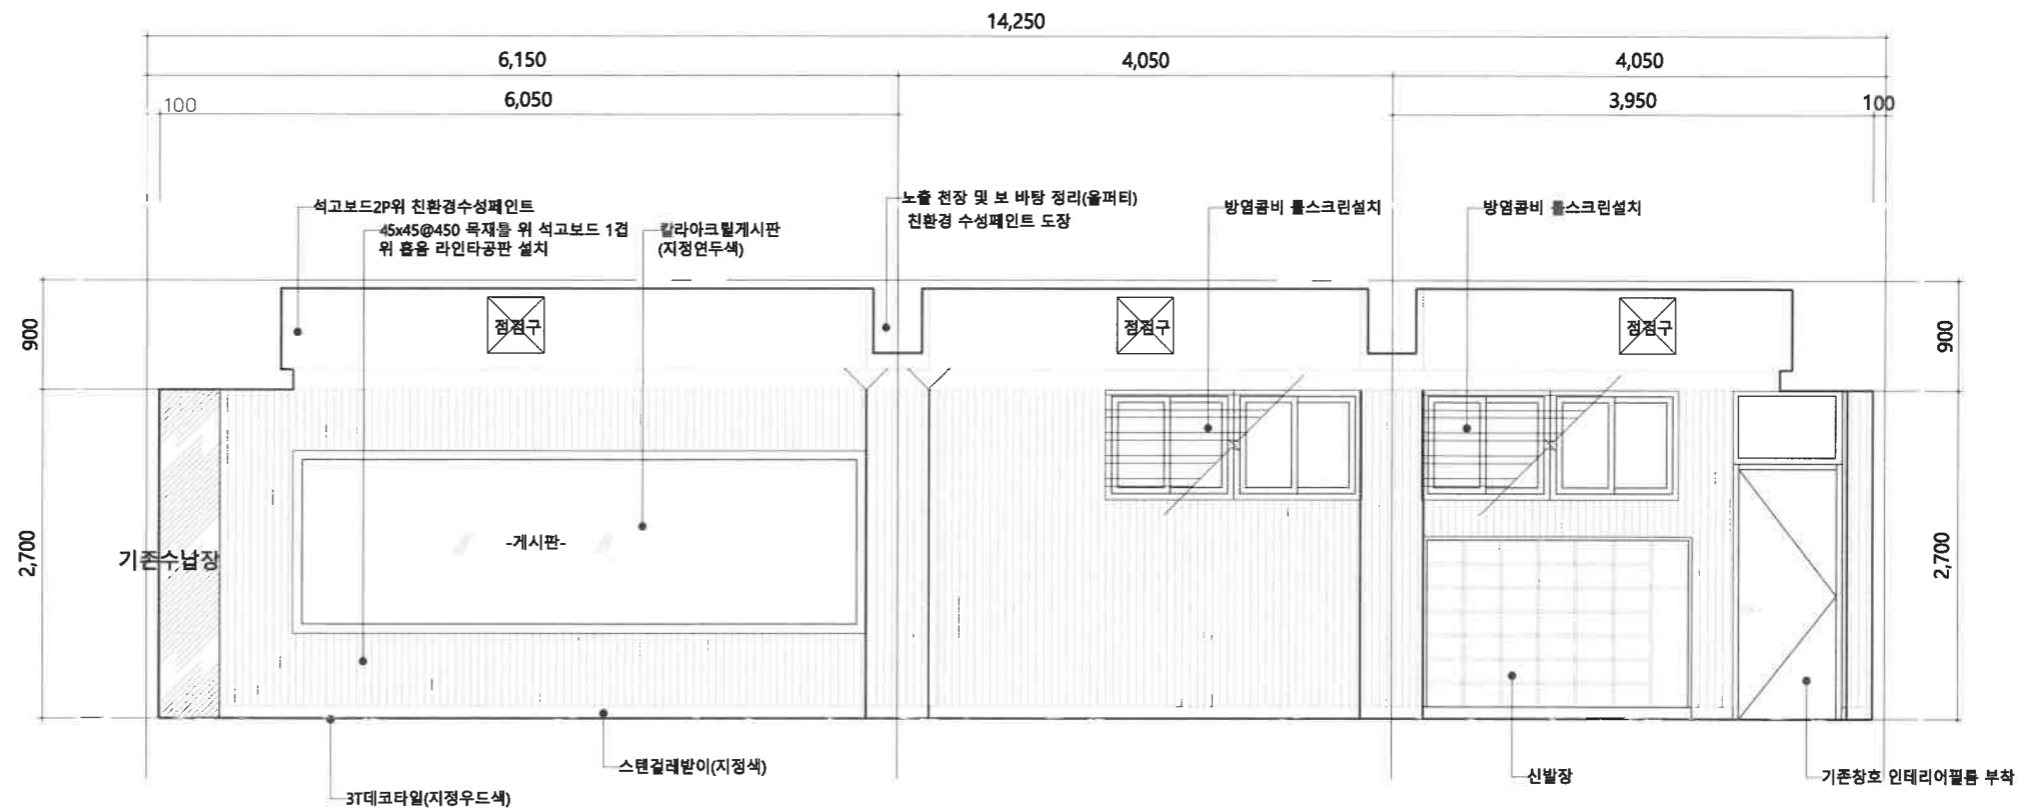 14,250
6,150
4,050
4,050
100
6,050
3,950
100
석고보드2P위 친환경수성페인트
45x45@450 목재틀 위 석고보드 1겹
위 흡음 라인타공판 설치
칼라아크릴게시판
(지정연두색)
노출 천장 및 보 바탕 정리(올퍼티)
친환경 수성페인트 도장
방염콤비 롤스크린설치
방염콤비 롤스크린설치
900
점검구
점검구
점검구
900
2,700
기존수납장
-게시판-
2,700
스텐걸레받이(지정색)
3T데코타일(지정우드색)
신발장
기존창호 인테리어필름 부착